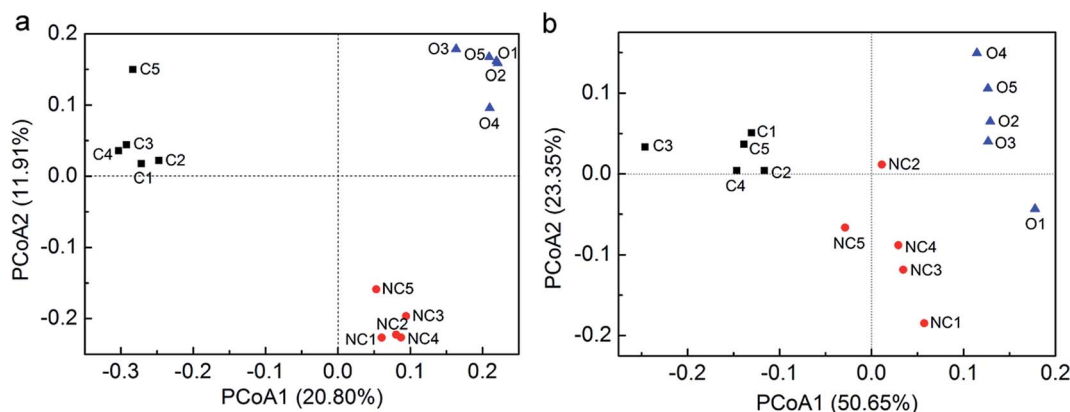 a
0.2
0.1
0.0
-0.1
-0.2
PCoA2 (11.91%)
C5
C3
C4
C2
C1
O3
O5
O1
O2
O4
NC5
NC3
NC2
NC1
NC4
-0.3
-0.2
-0.1
0.0
0.1
0.2
PCoA1 (20.80%)
b
0.1
0.0
-0.1
-0.2
PCoA2 (23.35%)
O4
O5
O2
O3
O1
C1
C3
C5
C4
C2
NC2
NC5
NC4
NC3
NC1
-0.3
-0.2
-0.1
0.0
0.1
0.2
PCoA1 (50.65%)